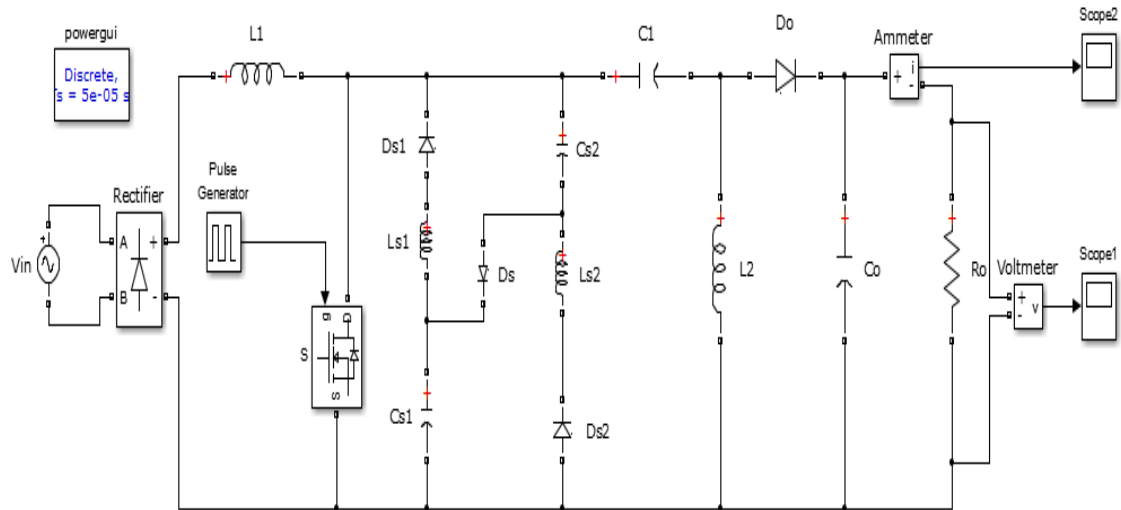 powergui
Discrete,
s = 5e-05 s
L1
C1
Do
Ammeter
Scope2
+
i
-
Ds1
Cs2
Pulse
Generator
Rectifier
Vin
A
+
B
-
Ls1
Ds
Ls2
L2
Co
Ro
Voltmeter
Scope1
+
-
v
g
D
S
S
Cs1
Ds2